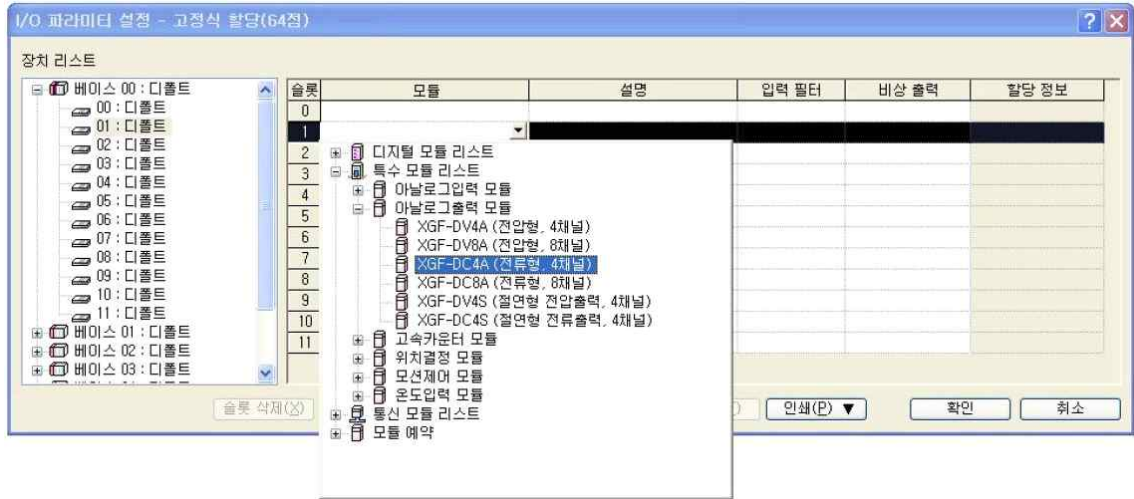 I/O 파라미터 설정 - 고정식 할당(64점)
장치 리스트
베이스 00 : 디폴트
00 : 디폴트
01 : 디폴트
02 : 디폴트
03 : 디폴트
04 : 디폴트
05 : 디폴트
06 : 디폴트
07 : 디폴트
08 : 디폴트
09 : 디폴트
10 : 디폴트
11 : 디폴트
베이스 01 : 디폴트
베이스 02 : 디폴트
베이스 03 : 디폴트
슬롯 모듈 설명 입력 필터 비상 출력 할당 정보
0
1
2
3
4
5
6
7
8
9
10
11
디지털 모듈 리스트
특수 모듈 리스트
아날로그입력 모듈
아날로그출력 모듈
XGF-DV4A (전압형, 4채널)
XGF-DV8A (전압형, 8채널)
XGF-DC4A (전류형, 4채널)
XGF-DC8A (전류형, 8채널)
XGF-DV4S (절연형 전압출력, 4채널)
XGF-DC4S (절연형 전류출력, 4채널)
고속카운터 모듈
위치결정 모듈
모션제어 모듈
온도입력 모듈
통신 모듈 리스트
모듈 예약
슬롯 삭제(X) 인쇄(P) ▼ 확인 취소